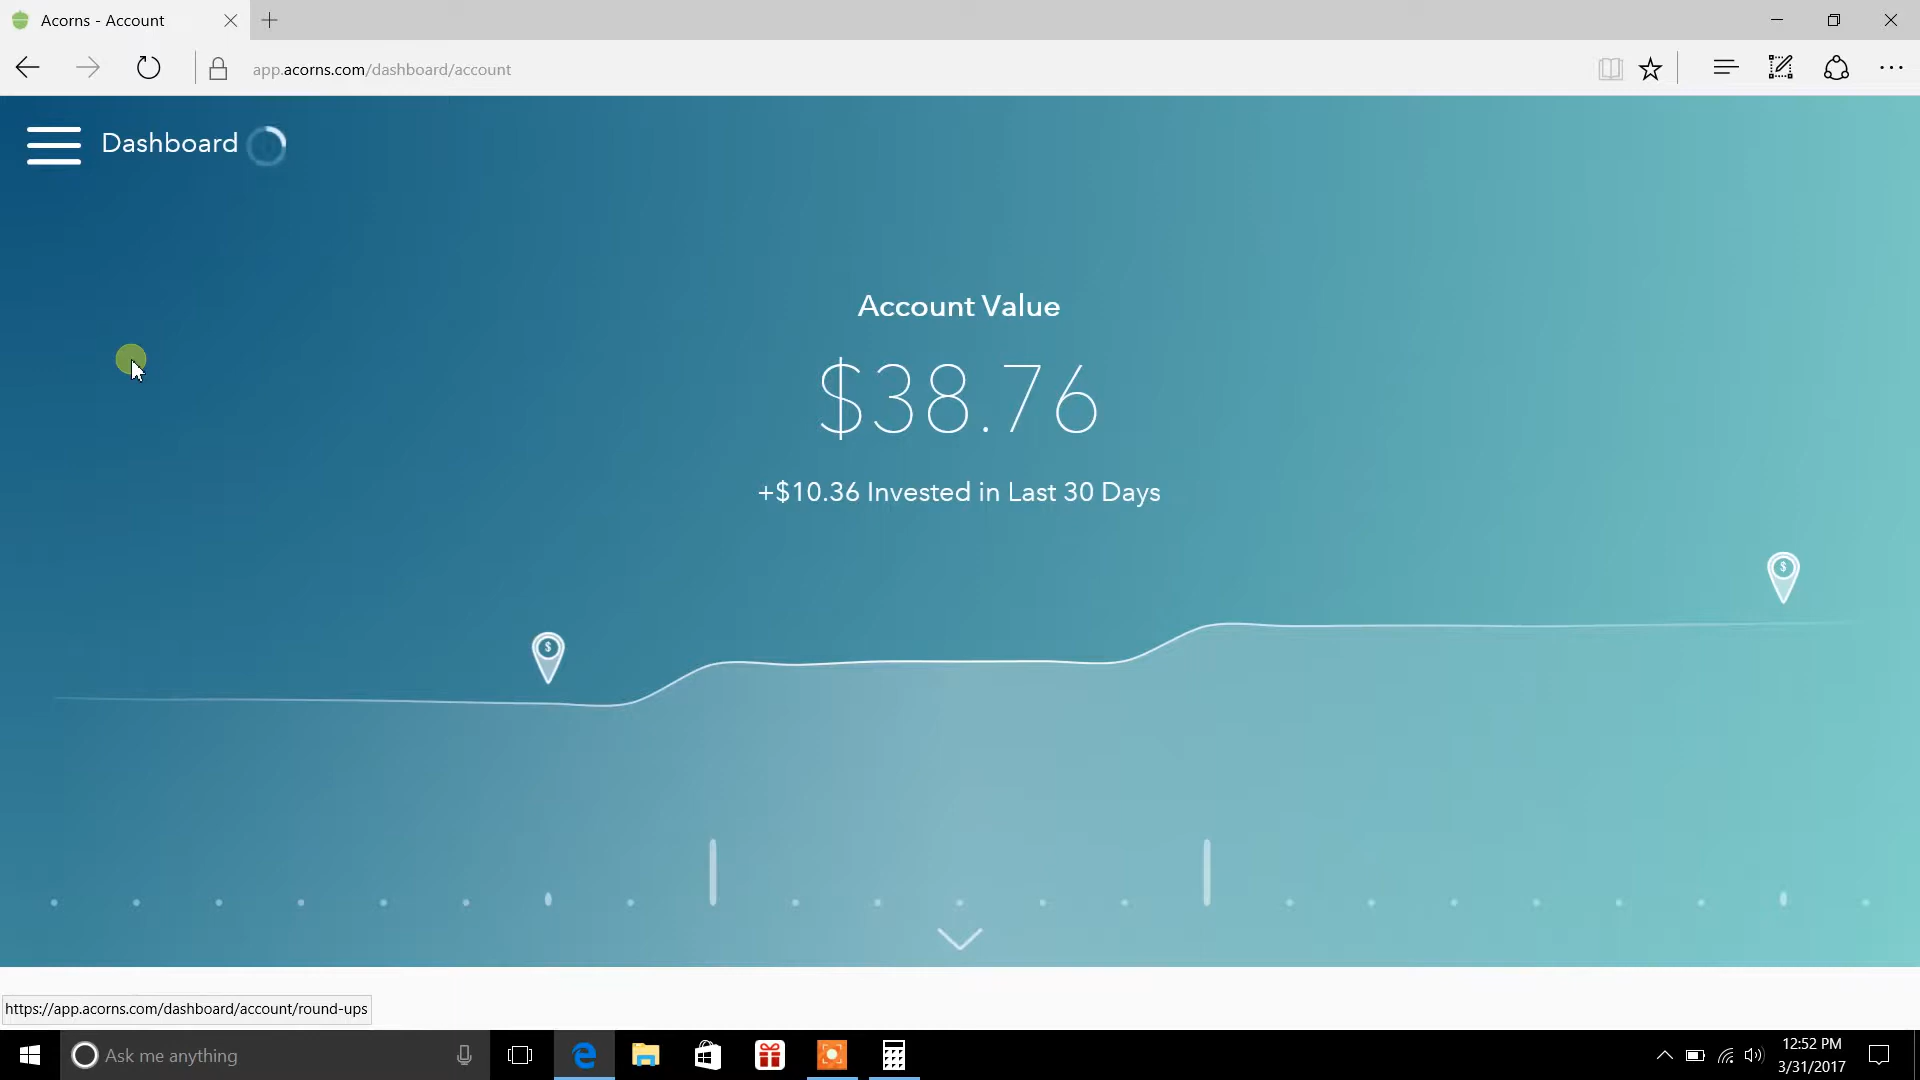 Acorns - Account
app.acorns.com/dashboard/account
Dashboard
Account Value
$38.76
+$10.36 Invested in Last 30 Days
$
$
https://app.acorns.com/dashboard/account/round-ups
Ask me anything
12:52 PM
3/31/2017